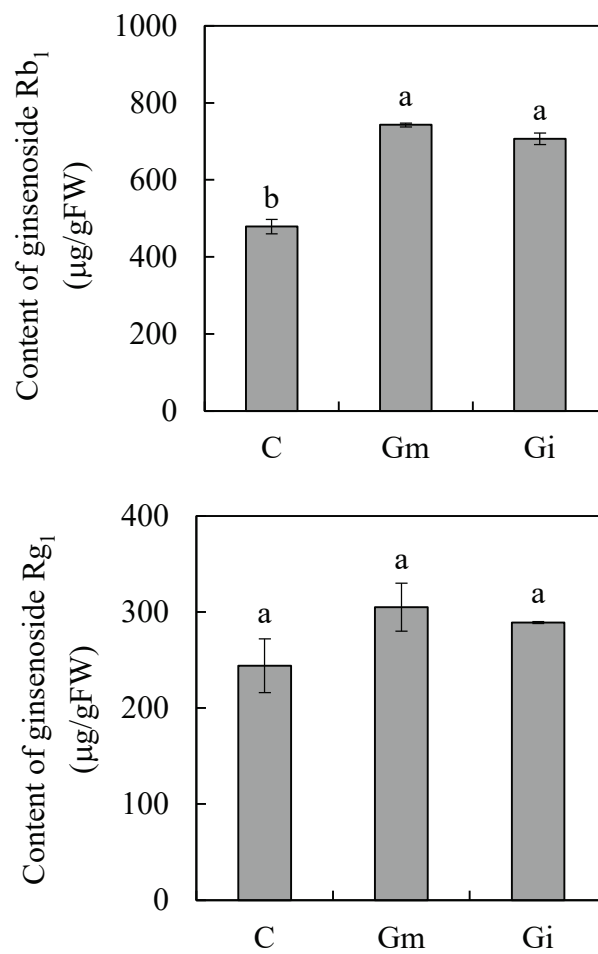 Content of ginsenoside Rb₁
(μg/gFW)
1000
800
600
400
200
0
b
a
a
C Gm Gi
Content of ginsenoside Rg₁
(μg/gFW)
400
300
200
100
0
a
a
a
C Gm Gi